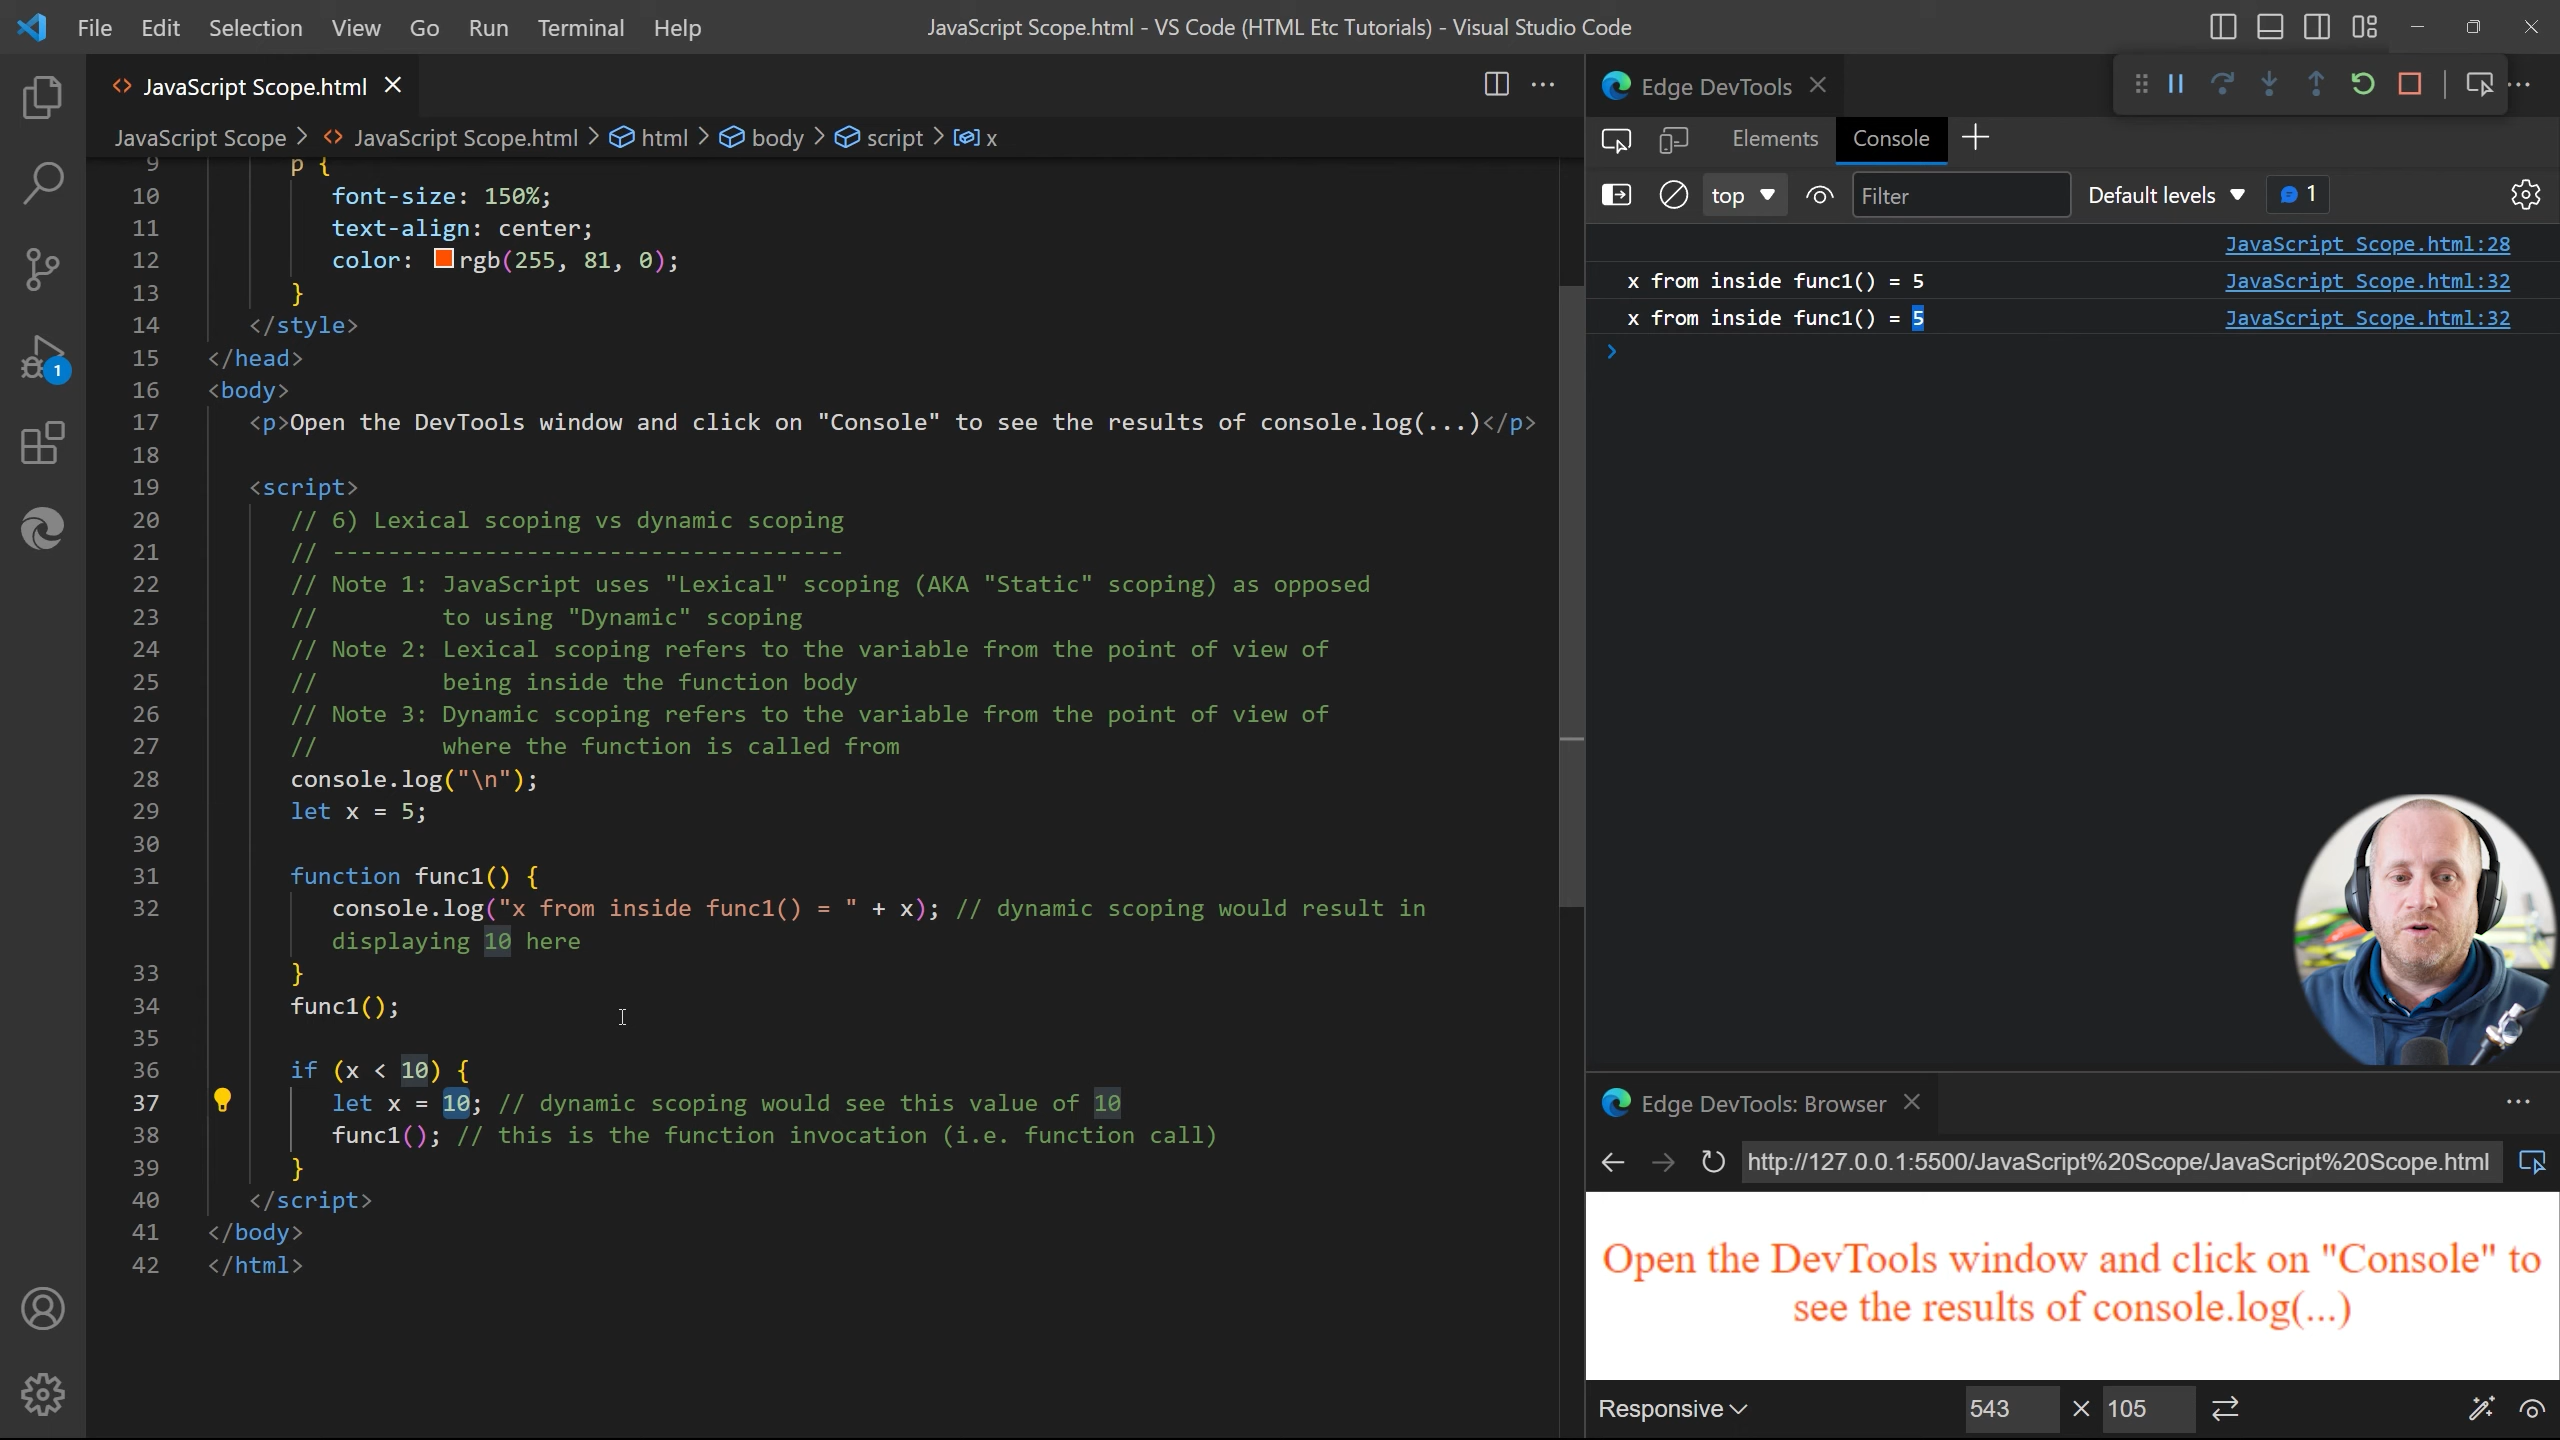 File Edit Selection View Go Run Terminal Help
JavaScript Scope.html - VS Code (HTML Etc Tutorials) - Visual Studio Code
JavaScript Scope.html
JavaScript Scope > JavaScript Scope.html > html > body > script > x
9 p {
10 font-size: 150%;
11 text-align: center;
12 color: rgb(255, 81, 0);
13 }
14 </style>
15 </head>
16 <body>
17 <p>Open the DevTools window and click on "Console" to see the results of console.log(...)</p>
18
19 <script>
20 // 6) Lexical scoping vs dynamic scoping
21 // -------------------------------------
22 // Note 1: JavaScript uses "Lexical" scoping (AKA "Static" scoping) as opposed
23 // to using "Dynamic" scoping
24 // Note 2: Lexical scoping refers to the variable from the point of view of
25 // being inside the function body
26 // Note 3: Dynamic scoping refers to the variable from the point of view of
27 // where the function is called from
28 console.log("\n");
29 let x = 5;
30
31 function func1() {
32 console.log("x from inside func1() = " + x); // dynamic scoping would result in
displaying 10 here
33 }
34 func1();
35
36 if (x < 10) {
37 let x = 10; // dynamic scoping would see this value of 10
38 func1(); // this is the function invocation (i.e. function call)
39 }
40 </script>
41 </body>
42 </html>
1
Edge DevTools
Elements Console
top Filter Default levels 1
JavaScript Scope.html:28
x from inside func1() = 5 JavaScript Scope.html:32
x from inside func1() = 5 JavaScript Scope.html:32
Edge DevTools: Browser
http://127.0.0.1:5500/JavaScript%20Scope/JavaScript%20Scope.html
Open the DevTools window and click on "Console" to
see the results of console.log(...)
Responsive 543 105